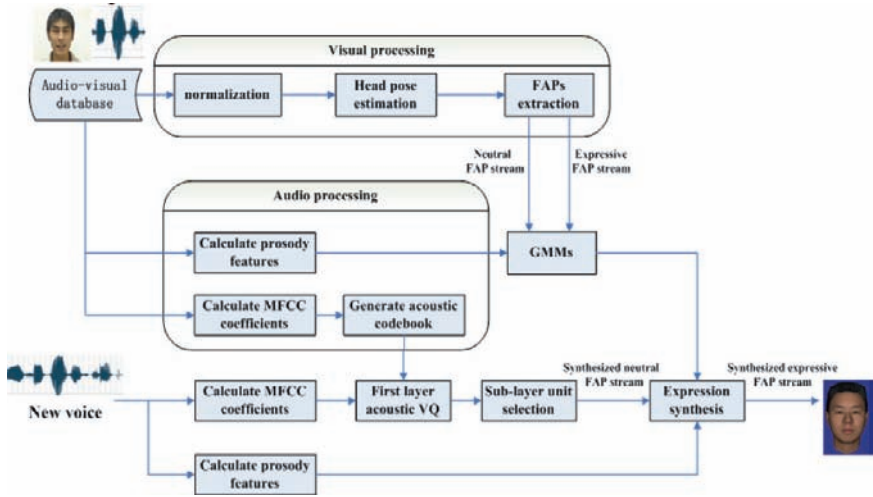 Visual processing
Audio-visual
database
normalization
Head pose
estimation
FAPs
extraction
Neutral
FAP stream
Expressive
FAP stream
Audio processing
Calculate prosody
features
GMMs
Calculate MFCC
coefficients
Generate acoustic
codebook
New voice
Calculate MFCC
coefficients
First layer
acoustic VQ
Sub-layer unit
selection
Synthesized neutral
FAP stream
Expression
synthesis
Synthesized expressive
FAP stream
Calculate prosody
features